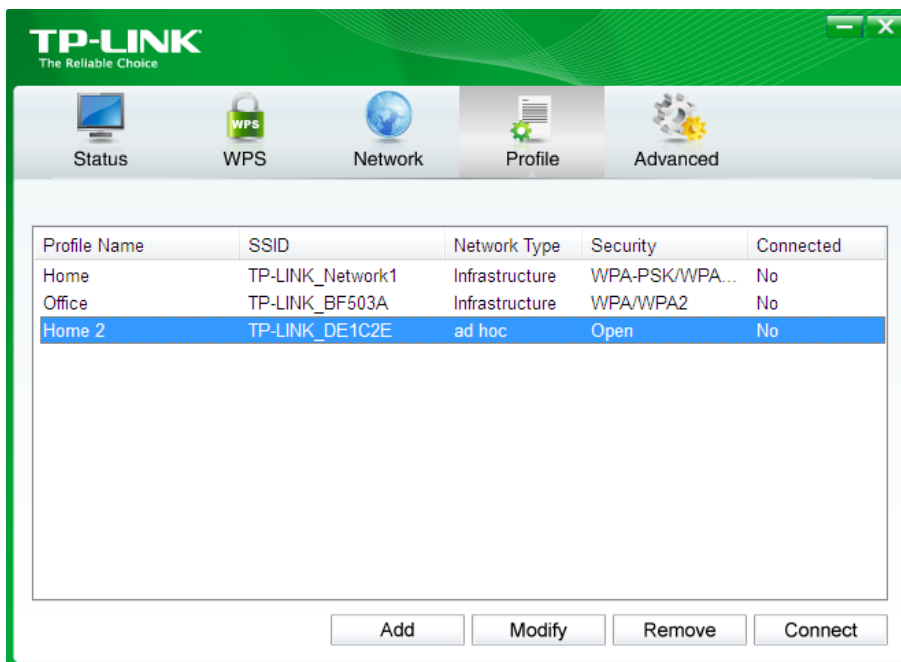 TP-LINK
The Reliable Choice
WPS
Status WPS Network Profile Advanced
Profile Name SSID Network Type Security Connected
Home TP-LINK_Network1 Infrastructure WPA-PSK/WPA... No
Office TP-LINK_BF503A Infrastructure WPA/WPA2 No
Home 2 TP-LINK_DE1C2E ad hoc Open No
Add Modify Remove Connect